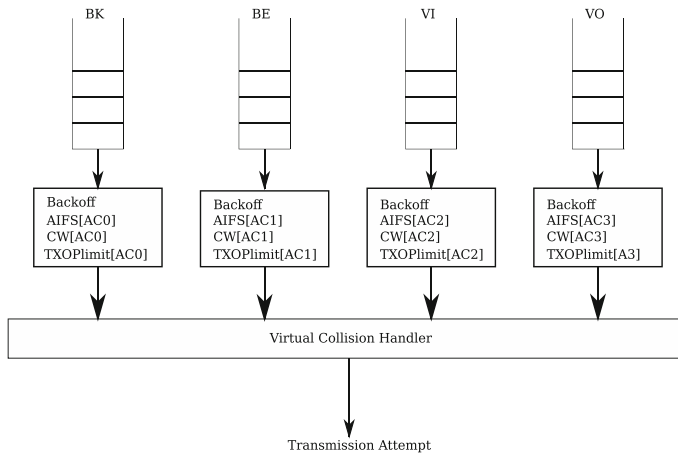 BK
BE
VI
VO
Backoff
AIFS[AC0]
CW[AC0]
TXOPlimit[AC0]
Backoff
AIFS[AC1]
CW[AC1]
TXOPlimit[AC1]
Backoff
AIFS[AC2]
CW[AC2]
TXOPlimit[AC2]
Backoff
AIFS[AC3]
CW[AC3]
TXOPlimit[A3]
Virtual Collision Handler
Transmission Attempt